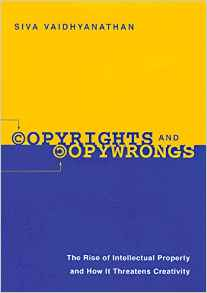 SIVA VAIDHYANATHAN
©OPYRIGHTS AND
©OPYWRONGS
The Rise of Intellectual Property
and How It Threatens Creativity